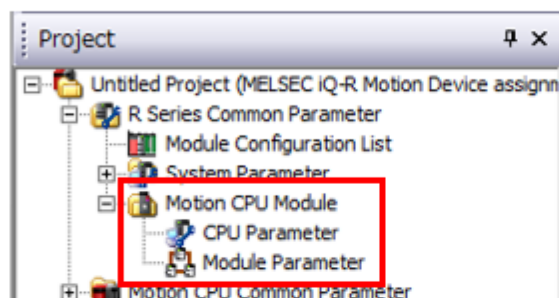 Project
Untitled Project (MELSEC iQ-R Motion Device assignm
R Series Common Parameter
Module Configuration List
System Parameter
Motion CPU Module
CPU Parameter
Module Parameter
Motion CPU Common Parameter